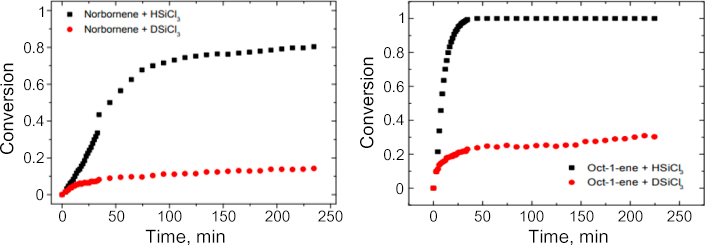 Norbornene + HSiCl3
Norbornene + DSiCl3
Conversion
0.8
0.6
0.4
0.2
0
0
50
100
150
200
250
Time, min
Conversion
1
0.8
0.6
0.4
0.2
0
Oct-1-ene + HSiCl3
Oct-1-ene + DSiCl3
0
50
100
150
200
250
Time, min